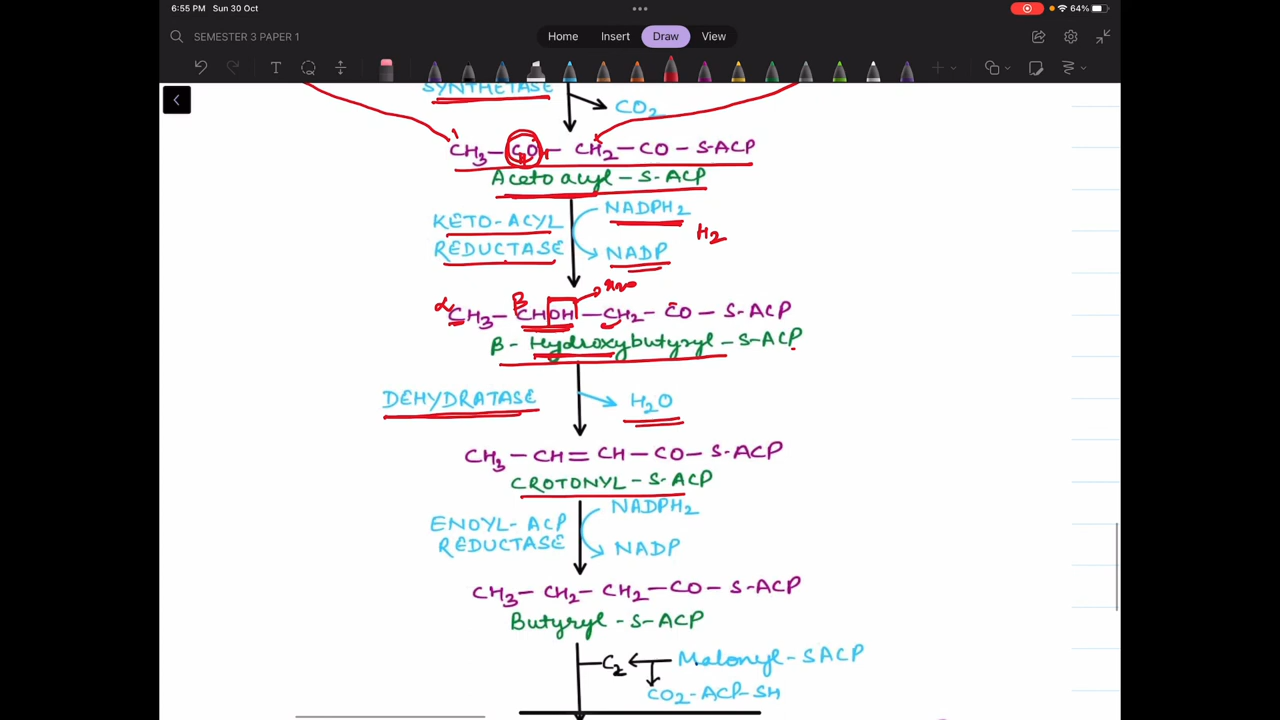 6:55 PM Sun 30 Oct
64%
SEMESTER 3 PAPER 1
Home Insert Draw View
SYNTHETASE
CO2
CH3 – CO – CH2 – CO – S-ACP
Aceto acyl – S-ACP
KETO-ACYL
REDUCTASE
NADPH2
H2
NADP
α β H2O
CH3 – CHOH – CH2 – CO – S-ACP
β - Hydroxybutyryl – S-ACP
DEHYDRATASE
H2O
CH3 – CH = CH – CO – S-ACP
CROTONYL – S-ACP
ENOYL-ACP
REDUCTASE
NADPH2
NADP
CH3 – CH2 – CH2 – CO – S-ACP
Butyryl - S-ACP
C2 ← Malonyl-SACP
CO2-ACP-SH